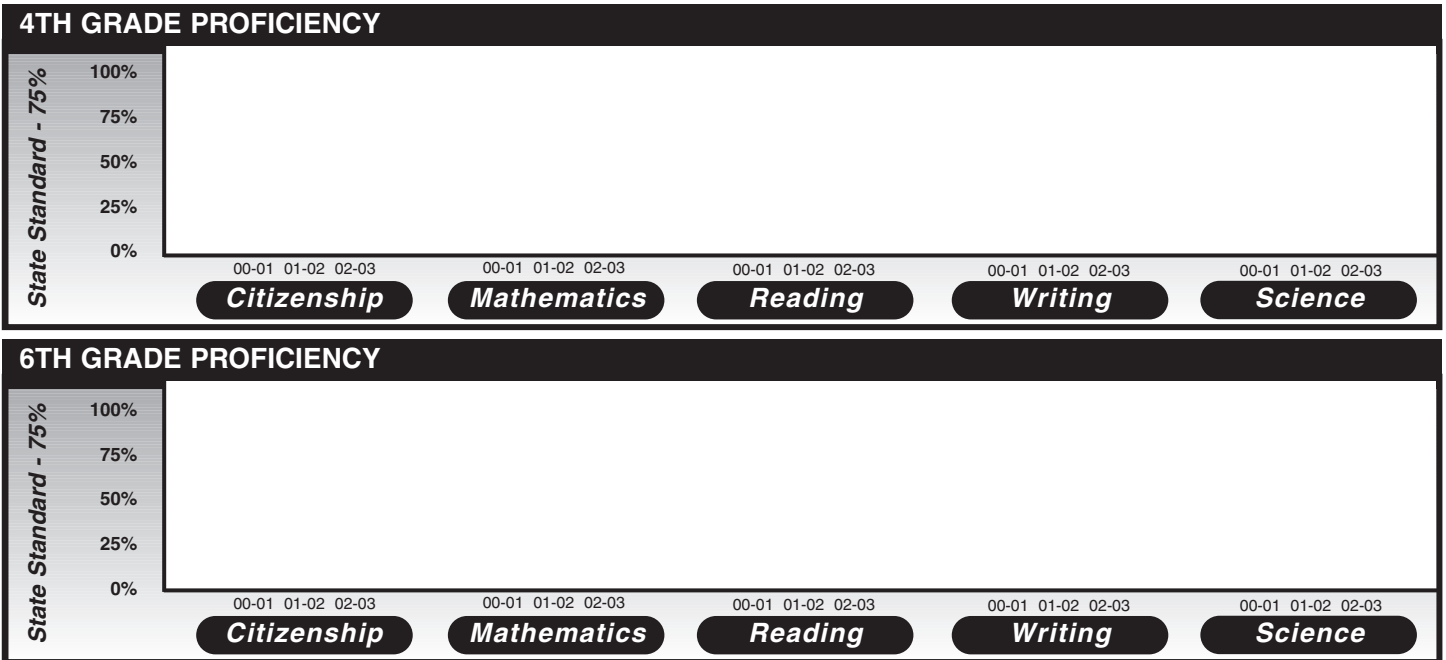 4TH GRADE PROFICIENCY
State Standard - 75%
100%
75%
50%
25%
0%
00-01 01-02 02-03 00-01 01-02 02-03 00-01 01-02 02-03 00-01 01-02 02-03 00-01 01-02 02-03
Citizenship Mathematics Reading Writing Science
6TH GRADE PROFICIENCY
State Standard - 75%
100%
75%
50%
25%
0%
00-01 01-02 02-03 00-01 01-02 02-03 00-01 01-02 02-03 00-01 01-02 02-03 00-01 01-02 02-03
Citizenship Mathematics Reading Writing Science